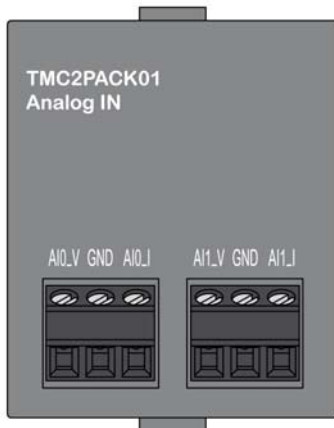 TMC2PACK01
Analog IN
AI0_V GND AI0_I AI1_V GND AI1_I